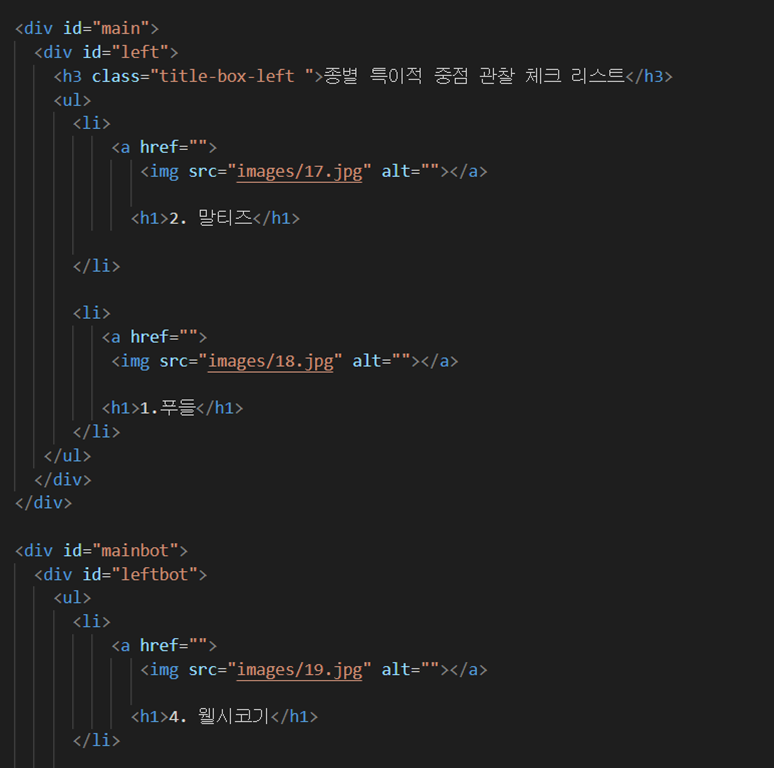 <div id="main">
<div id="left">
<h3 class="title-box-left ">종별 특이적 중점 관찰 체크 리스트</h3>
<ul>
<li>
<a href="">
<img src="images/17.jpg" alt=""></a>
<h1>2. 말티즈</h1>
</li>
<li>
<a href="">
<img src="images/18.jpg" alt=""></a>
<h1>1.푸들</h1>
</li>
</ul>
</div>
</div>
<div id="mainbot">
<div id="leftbot">
<ul>
<li>
<a href="">
<img src="images/19.jpg" alt=""></a>
<h1>4. 웰시코기</h1>
</li>